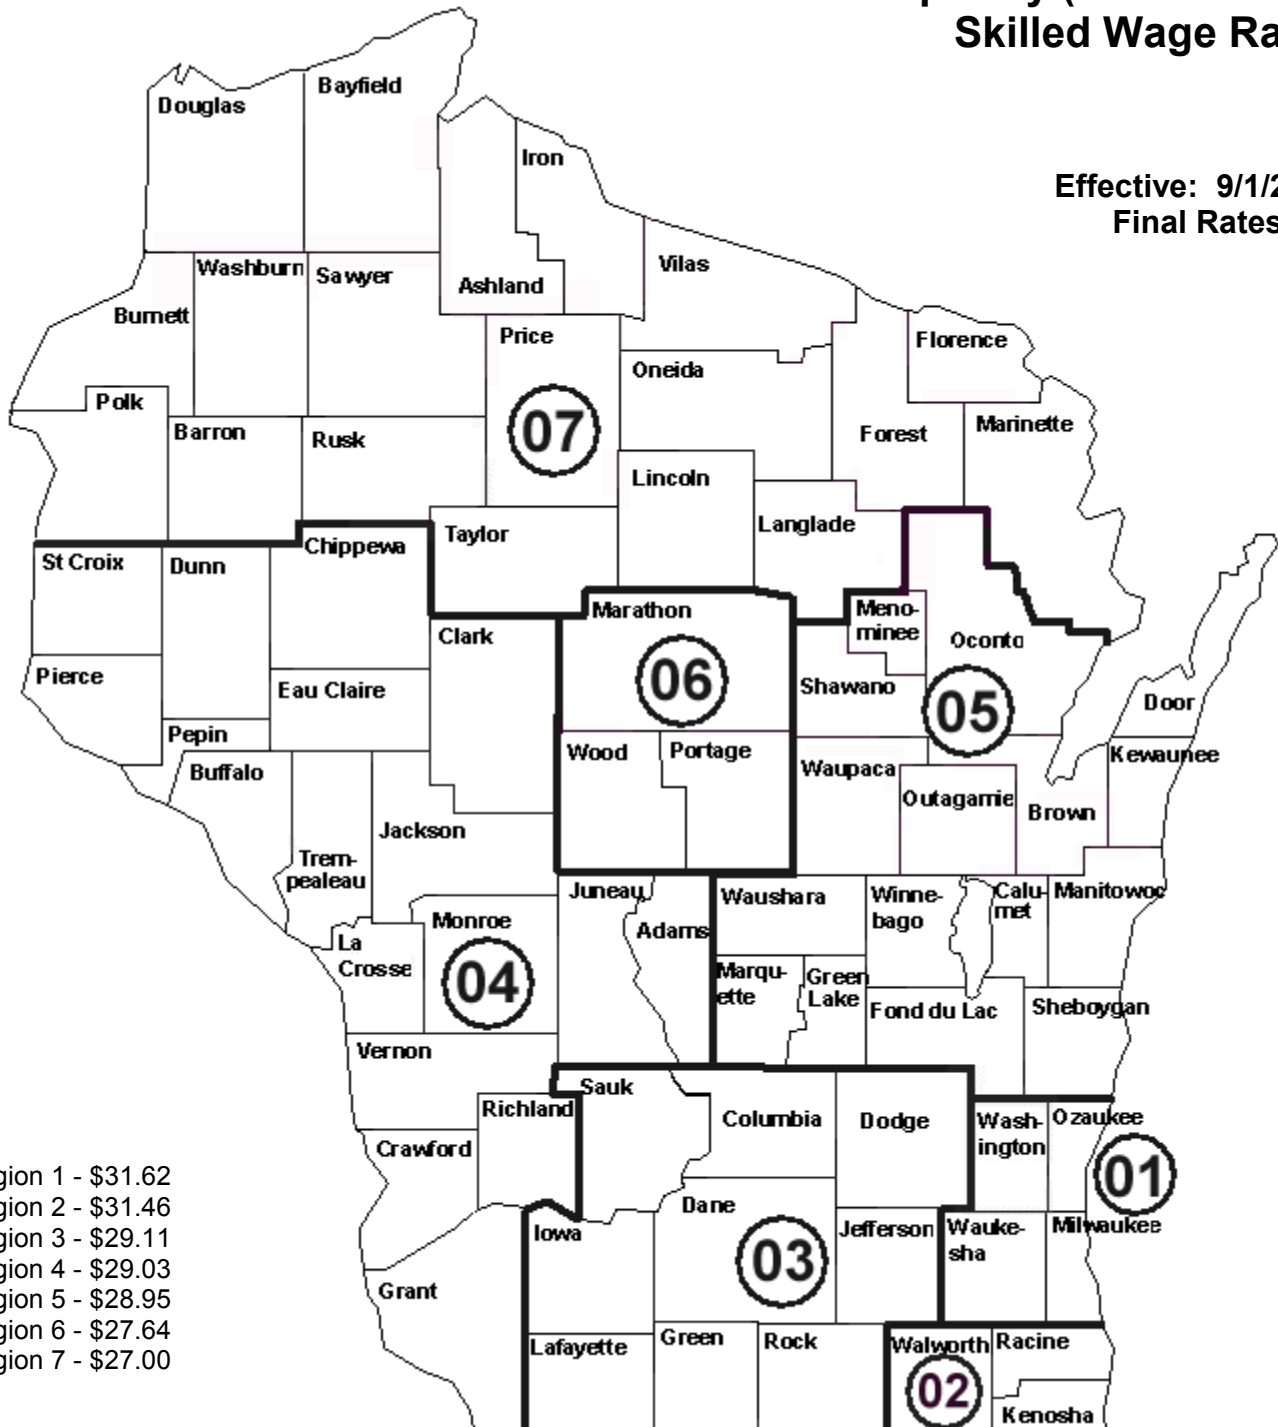 Skilled Wage Ra
Effective: 9/1/2
Final Rates
Douglas
Bayfield
Iron
Vilas
Washburn
Sawyer
Ashland
Burnett
Price
Florence
Oneida
Polk
07
Barron
Rusk
Forest
Marinette
Lincoln
Langlade
Taylor
Chippewa
St Croix
Dunn
Marathon
Meno-
minee
Clark
Oconto
06
Pierce
Eau Claire
Shawano
05
Door
Pepin
Wood
Portage
Kewaunee
Buffalo
Waupaca
Outagamie
Brown
Jackson
Trem-
pealeau
Juneau
Waushara
Winne-
bago
Calu-
met
Manitowoc
Monroe
Adams
La
Crosse
04
Marqu-
ette
Green
Lake
Fond du Lac
Sheboygan
Vernon
Sauk
Richland
Columbia
Dodge
Wash-
ington
Ozaukee
Crawford
01
gion 1 - $31.62
gion 2 - $31.46
gion 3 - $29.11
gion 4 - $29.03
gion 5 - $28.95
gion 6 - $27.64
gion 7 - $27.00
Dane
Iowa
Jefferson
Wauke-
sha
Milwaukee
03
Grant
Lafayette
Green
Rock
Walworth
Racine
02
Kenosha